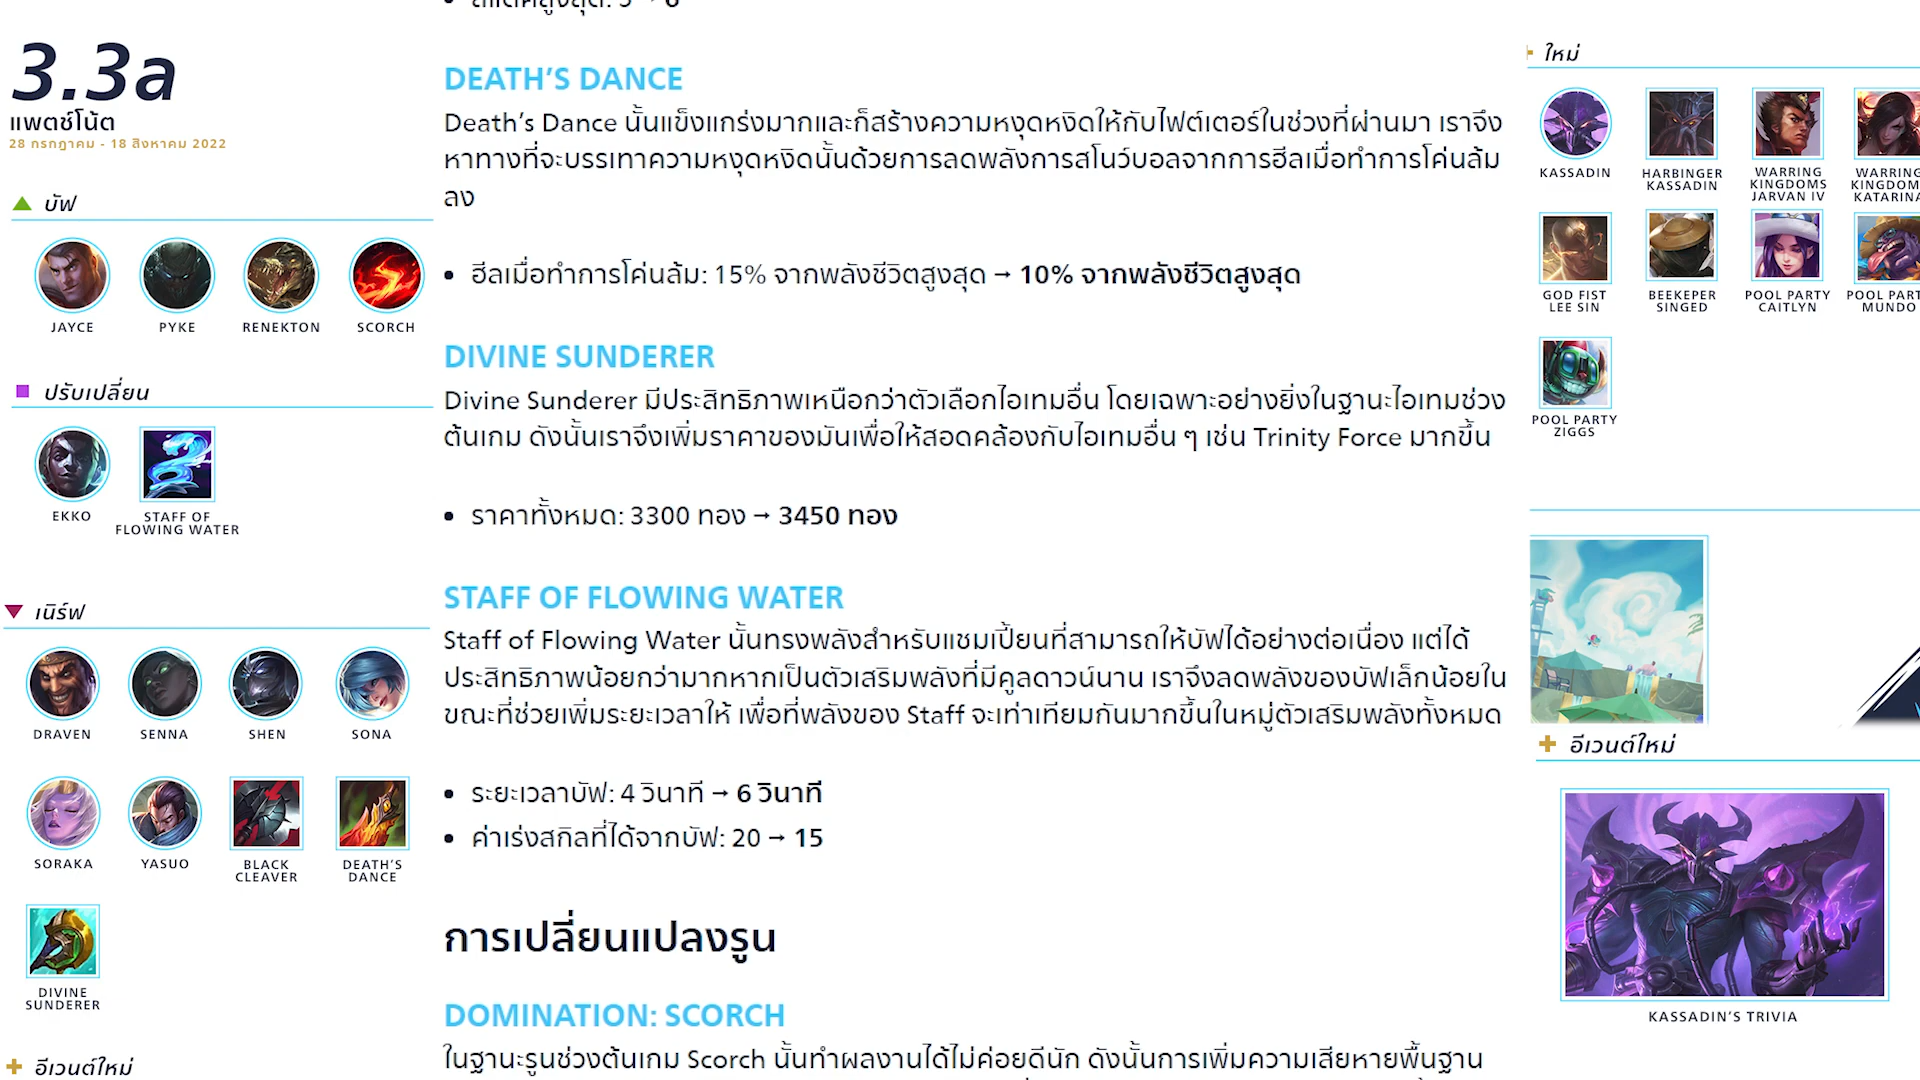 3.3a
แพตช์โน้ต
28 กรกฎาคม - 18 สิงหาคม 2022
บัฟ
JAYCE
PYKE
RENEKTON
SCORCH
ปรับเปลี่ยน
EKKO
STAFF OF
FLOWING WATER
เนิร์ฟ
DRAVEN
SENNA
SHEN
SONA
SORAKA
YASUO
BLACK
CLEAVER
DEATH'S
DANCE
DIVINE
SUNDERER
อีเวนต์ใหม่
DEATH'S DANCE
Death's Dance นั้นแข็งแกร่งมากและก็สร้างความหงุดหงิดให้กับไฟต์เตอร์ในช่วงที่ผ่านมา เราจึง
หาทางที่จะบรรเทาความหงุดหงิดนั้นด้วยการลดพลังการสโนว์บอลจากการฮีลเมื่อทำการโค่นล้ม
ลง
• ฮีลเมื่อทำการโค่นล้ม: 15% จากพลังชีวิตสูงสุด → 10% จากพลังชีวิตสูงสุด
DIVINE SUNDERER
Divine Sunderer มีประสิทธิภาพเหนือกว่าตัวเลือกไอเทมอื่น โดยเฉพาะอย่างยิ่งในฐานะไอเทมช่วง
ต้นเกม ดังนั้นเราจึงเพิ่มราคาของมันเพื่อให้สอดคล้องกับไอเทมอื่น ๆ เช่น Trinity Force มากขึ้น
• ราคาทั้งหมด: 3300 ทอง → 3450 ทอง
STAFF OF FLOWING WATER
Staff of Flowing Water นั้นทรงพลังสำหรับแชมเปี้ยนที่สามารถให้บัฟได้อย่างต่อเนื่อง แต่ได้
ประสิทธิภาพน้อยกว่ามากหากเป็นตัวเสริมพลังที่มีคูลดาวน์นาน เราจึงลดพลังของบัฟเล็กน้อยใน
ขณะที่ช่วยเพิ่มระยะเวลาให้ เพื่อที่พลังของ Staff จะเท่าเทียมกันมากขึ้นในหมู่ตัวเสริมพลังทั้งหมด
• ระยะเวลาบัฟ: 4 วินาที → 6 วินาที
• ค่าเร่งสกิลที่ได้จากบัฟ: 20 → 15
การเปลี่ยนแปลงรูน
DOMINATION: SCORCH
ในฐานะรูนช่วงต้นเกม Scorch นั้นทำผลงานได้ไม่ค่อยดีนัก ดังนั้นการเพิ่มความเสียหายพื้นฐาน
ใหม่
KASSADIN
HARBINGER
KASSADIN
WARRING
KINGDOMS
JARVAN IV
WARRING
KINGDOM
KATARINA
GOD FIST
LEE SIN
BEEKEPER
SINGED
POOL PARTY
CAITLYN
POOL PART
MUNDO
POOL PARTY
ZIGGS
อีเวนต์ใหม่
KASSADIN'S TRIVIA